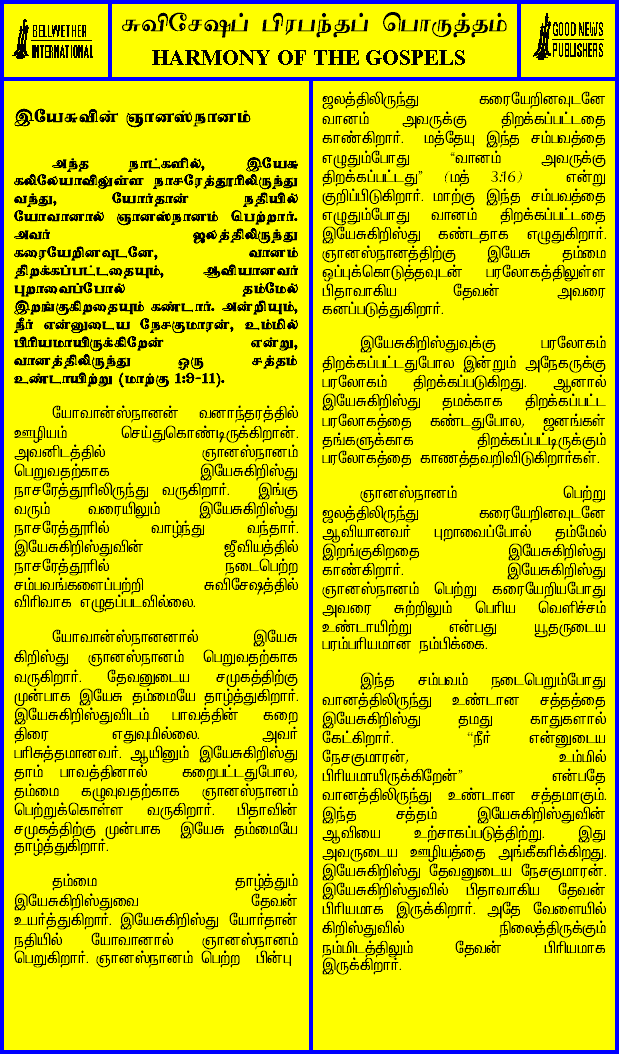 BELLWETHER
INTERNATIONAL
சுவிசேஷப் பிரபந்தப் பொருத்தம்
HARMONY OF THE GOSPELS
GOOD NEWS
PUBLISHERS
இயேசுவின் ஞானஸ்நானம்
அந்த நாட்களில், இயேசு
கலிலேயாவிலுள்ள நாசரேத்தூரிலிருந்து
வந்து, யோர்தான் நதியில்
யோவானால் ஞானஸ்நானம் பெற்றார்.
அவர் ஜலத்திலிருந்து
கரையேறினவுடனே, வானம்
திறக்கப்பட்டதையும், ஆவியானவர்
புறாவைப்போல் தம்மேல்
இறங்குகிறதையும் கண்டார். அன்றியும்,
நீர் என்னுடைய நேசகுமாரன், உம்மில்
பிரியமாயிருக்கிறேன் என்று,
வானத்திலிருந்து ஒரு சத்தம்
உண்டாயிற்று (மாற்கு 1:9-11).
யோவான்ஸ்நானன் வனாந்தரத்தில்
ஊழியம் செய்துகொண்டிருக்கிறான்.
அவனிடத்தில் ஞானஸ்நானம்
பெறுவதற்காக இயேசுகிறிஸ்து
நாசரேத்தூரிலிருந்து வருகிறார். இங்கு
வரும் வரையிலும் இயேசுகிறிஸ்து
நாசரேத்தூரில் வாழ்ந்து வந்தார்.
இயேசுகிறிஸ்துவின் ஜீவியத்தில்
நாசரேத்தூரில் நடைபெற்ற
சம்பவங்களைப்பற்றி சுவிசேஷத்தில்
விரிவாக எழுதப்படவில்லை.
யோவான்ஸ்நானனால் இயேசு
கிறிஸ்து ஞானஸ்நானம் பெறுவதற்காக
வருகிறார். தேவனுடைய சமுகத்திற்கு
முன்பாக இயேசு தம்மையே தாழ்த்துகிறார்.
இயேசுகிறிஸ்துவிடம் பாவத்தின் கறை
திரை எதுவுமில்லை. அவர்
பரிசுத்தமானவர். ஆயினும் இயேசுகிறிஸ்து
தாம் பாவத்தினால் கறைபட்டதுபோல,
தம்மை கழுவுவதற்காக ஞானஸ்நானம்
பெற்றுக்கொள்ள வருகிறார். பிதாவின்
சமுகத்திற்கு முன்பாக இயேசு தம்மையே
தாழ்த்துகிறார்.
தம்மை தாழ்த்தும்
இயேசுகிறிஸ்துவை தேவன்
உயர்த்துகிறார். இயேசுகிறிஸ்து யோர்தான்
நதியில் யோவானால் ஞானஸ்நானம்
பெறுகிறார். ஞானஸ்நானம் பெற்ற பின்பு
ஜலத்திலிருந்து கரையேறினவுடனே
வானம் அவருக்கு திறக்கப்பட்டதை
காண்கிறார். மத்தேயு இந்த சம்பவத்தை
எழுதும்போது "வானம் அவருக்கு
திறக்கப்பட்டது" (மத் 3:16) என்று
குறிப்பிடுகிறார். மாற்கு இந்த சம்பவத்தை
எழுதும்போது வானம் திறக்கப்பட்டதை
இயேசுகிறிஸ்து கண்டதாக எழுதுகிறார்.
ஞானஸ்நானத்திற்கு இயேசு தம்மை
ஒப்புக்கொடுத்தவுடன் பரலோகத்திலுள்ள
பிதாவாகிய தேவன் அவரை
கனப்படுத்துகிறார்.
இயேசுகிறிஸ்துவுக்கு பரலோகம்
திறக்கப்பட்டதுபோல இன்றும் அநேகருக்கு
பரலோகம் திறக்கப்படுகிறது. ஆனால்
இயேசுகிறிஸ்து தமக்காக திறக்கப்பட்ட
பரலோகத்தை கண்டதுபோல, ஜனங்கள்
தங்களுக்காக திறக்கப்பட்டிருக்கும்
பரலோகத்தை காணத்தவறிவிடுகிறார்கள்.
ஞானஸ்நானம் பெற்று
ஜலத்திலிருந்து கரையேறினவுடனே
ஆவியானவர் புறாவைப்போல் தம்மேல்
இறங்குகிறதை இயேசுகிறிஸ்து
காண்கிறார். இயேசுகிறிஸ்து
ஞானஸ்நானம் பெற்று கரையேறியபோது
அவரை சுற்றிலும் பெரிய வெளிச்சம்
உண்டாயிற்று என்பது யூதருடைய
பரம்பரியமான நம்பிக்கை.
இந்த சம்பவம் நடைபெறும்போது
வானத்திலிருந்து உண்டான சத்தத்தை
இயேசுகிறிஸ்து தமது காதுகளால்
கேட்கிறார். "நீர் என்னுடைய
நேசகுமாரன், உம்மில்
பிரியமாயிருக்கிறேன்" என்பதே
வானத்திலிருந்து உண்டான சத்தமாகும்.
இந்த சத்தம் இயேசுகிறிஸ்துவின்
ஆவியை உற்சாகப்படுத்திற்று. இது
அவருடைய ஊழியத்தை அங்கீகரிக்கிறது.
இயேசுகிறிஸ்து தேவனுடைய நேசகுமாரன்.
இயேசுகிறிஸ்துவில் பிதாவாகிய தேவன்
பிரியமாக இருக்கிறார். அதே வேளையில்
கிறிஸ்துவில் நிலைத்திருக்கும்
நம்மிடத்திலும் தேவன் பிரியமாக
இருக்கிறார்.